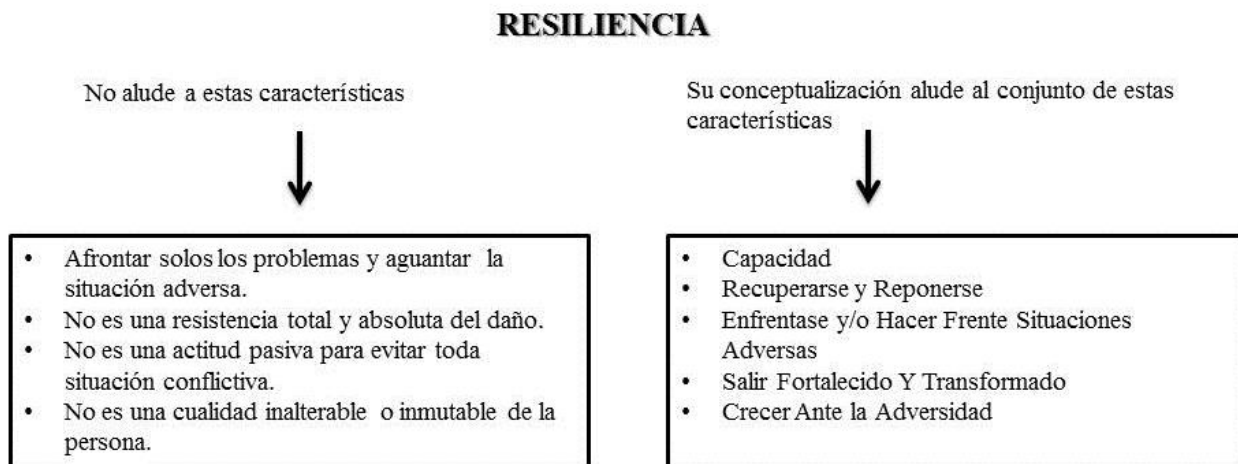 RESILIENCIA
No alude a estas características
Su conceptualización alude al conjunto de estas
características
• Afrontar solos los problemas y aguantar la
situación adversa.
• No es una resistencia total y absoluta del daño.
• No es una actitud pasiva para evitar toda
situación conflictiva.
• No es una cualidad inalterable o inmutable de la
persona.
• Capacidad
• Recuperarse y Reponerse
• Enfrentase y/o Hacer Frente Situaciones
Adversas
• Salir Fortalecido Y Transformado
• Crecer Ante la Adversidad